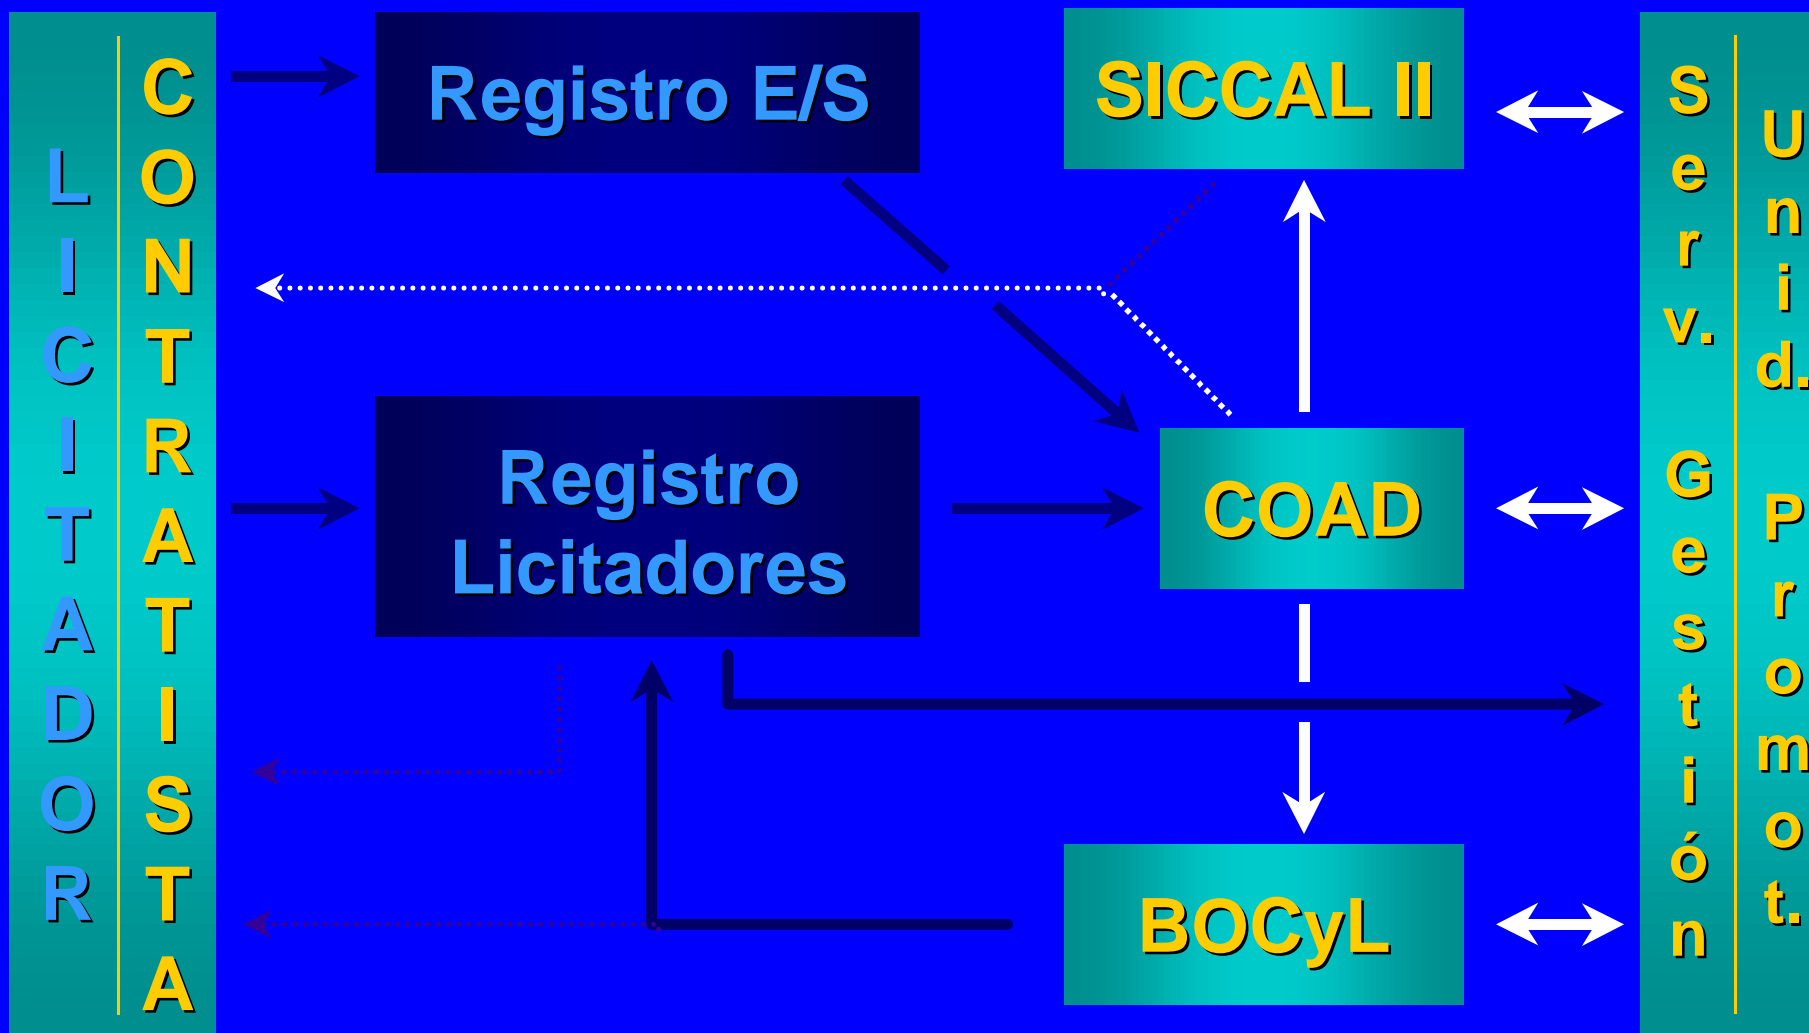 LICITADOR
CONTRATISTA
Registro E/S
Registro
Licitadores
SICCAL II
COAD
BOCyL
Serv. Gestión
Unid. Promot.